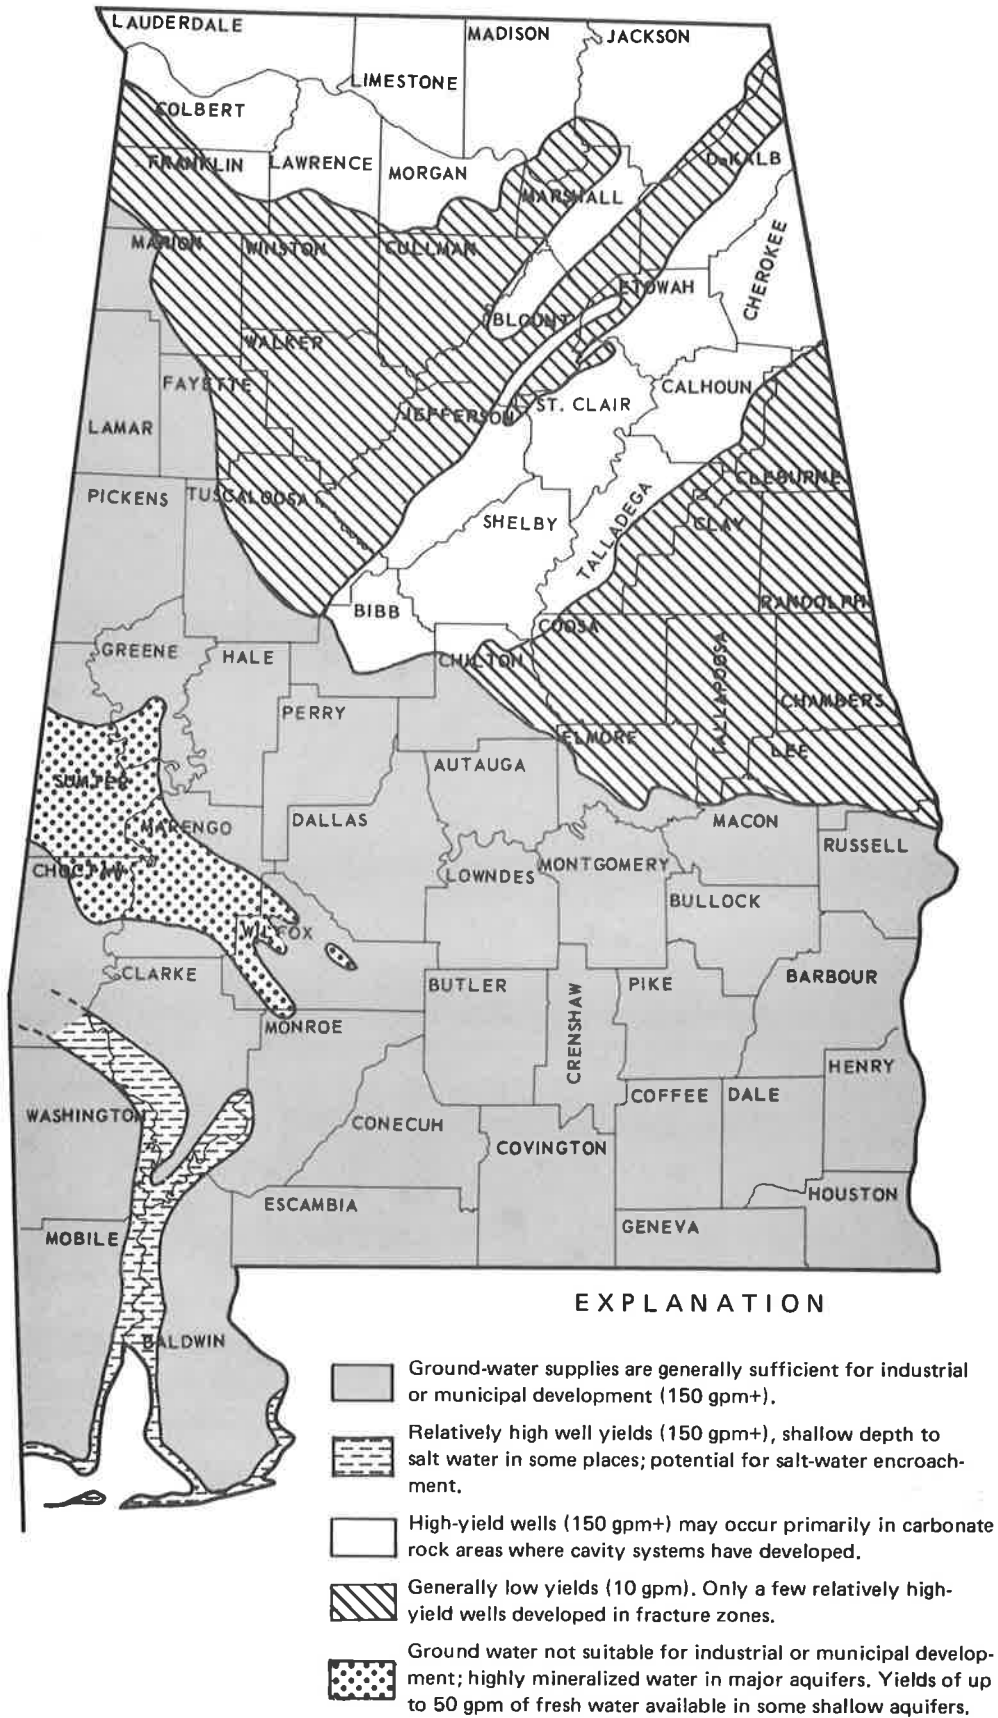 LAUDERDALE
MADISON
JACKSON
LIMESTONE
COLBERT
FRANKLIN
LAWRENCE
MORGAN
DeKALB
MARSHALL
MARION
WINSTON
CULLMAN
CHEROKEE
ETOWAH
BLOUNT
WALKER
FAYETTE
CALHOUN
JEFFERSON
ST. CLAIR
LAMAR
CLEBURNE
PICKENS
TUSCALOOSA
SHELBY
TALLADEGA
CLAY
RANDOLPH
BIBB
COOSA
GREENE
HALE
CHILTON
TALLAPOOSA
CHAMBERS
PERRY
ELMORE
LEE
AUTAUGA
SUMTER
MARENGO
DALLAS
MACON
RUSSELL
CHOCTAW
LOWNDES
MONTGOMERY
BULLOCK
WILCOX
CLARKE
BUTLER
CRENSHAW
PIKE
BARBOUR
MONROE
HENRY
WASHINGTON
CONECUH
COFFEE
DALE
COVINGTON
ESCAMBIA
HOUSTON
MOBILE
GENEVA
BALDWIN
EXPLANATION
Ground-water supplies are generally sufficient for industrial
or municipal development (150 gpm+).
Relatively high well yields (150 gpm+), shallow depth to
salt water in some places; potential for salt-water encroach-
ment.
High-yield wells (150 gpm+) may occur primarily in carbonate
rock areas where cavity systems have developed.
Generally low yields (10 gpm). Only a few relatively high-
yield wells developed in fracture zones.
Ground water not suitable for industrial or municipal develop-
ment; highly mineralized water in major aquifers. Yields of up
to 50 gpm of fresh water available in some shallow aquifers.